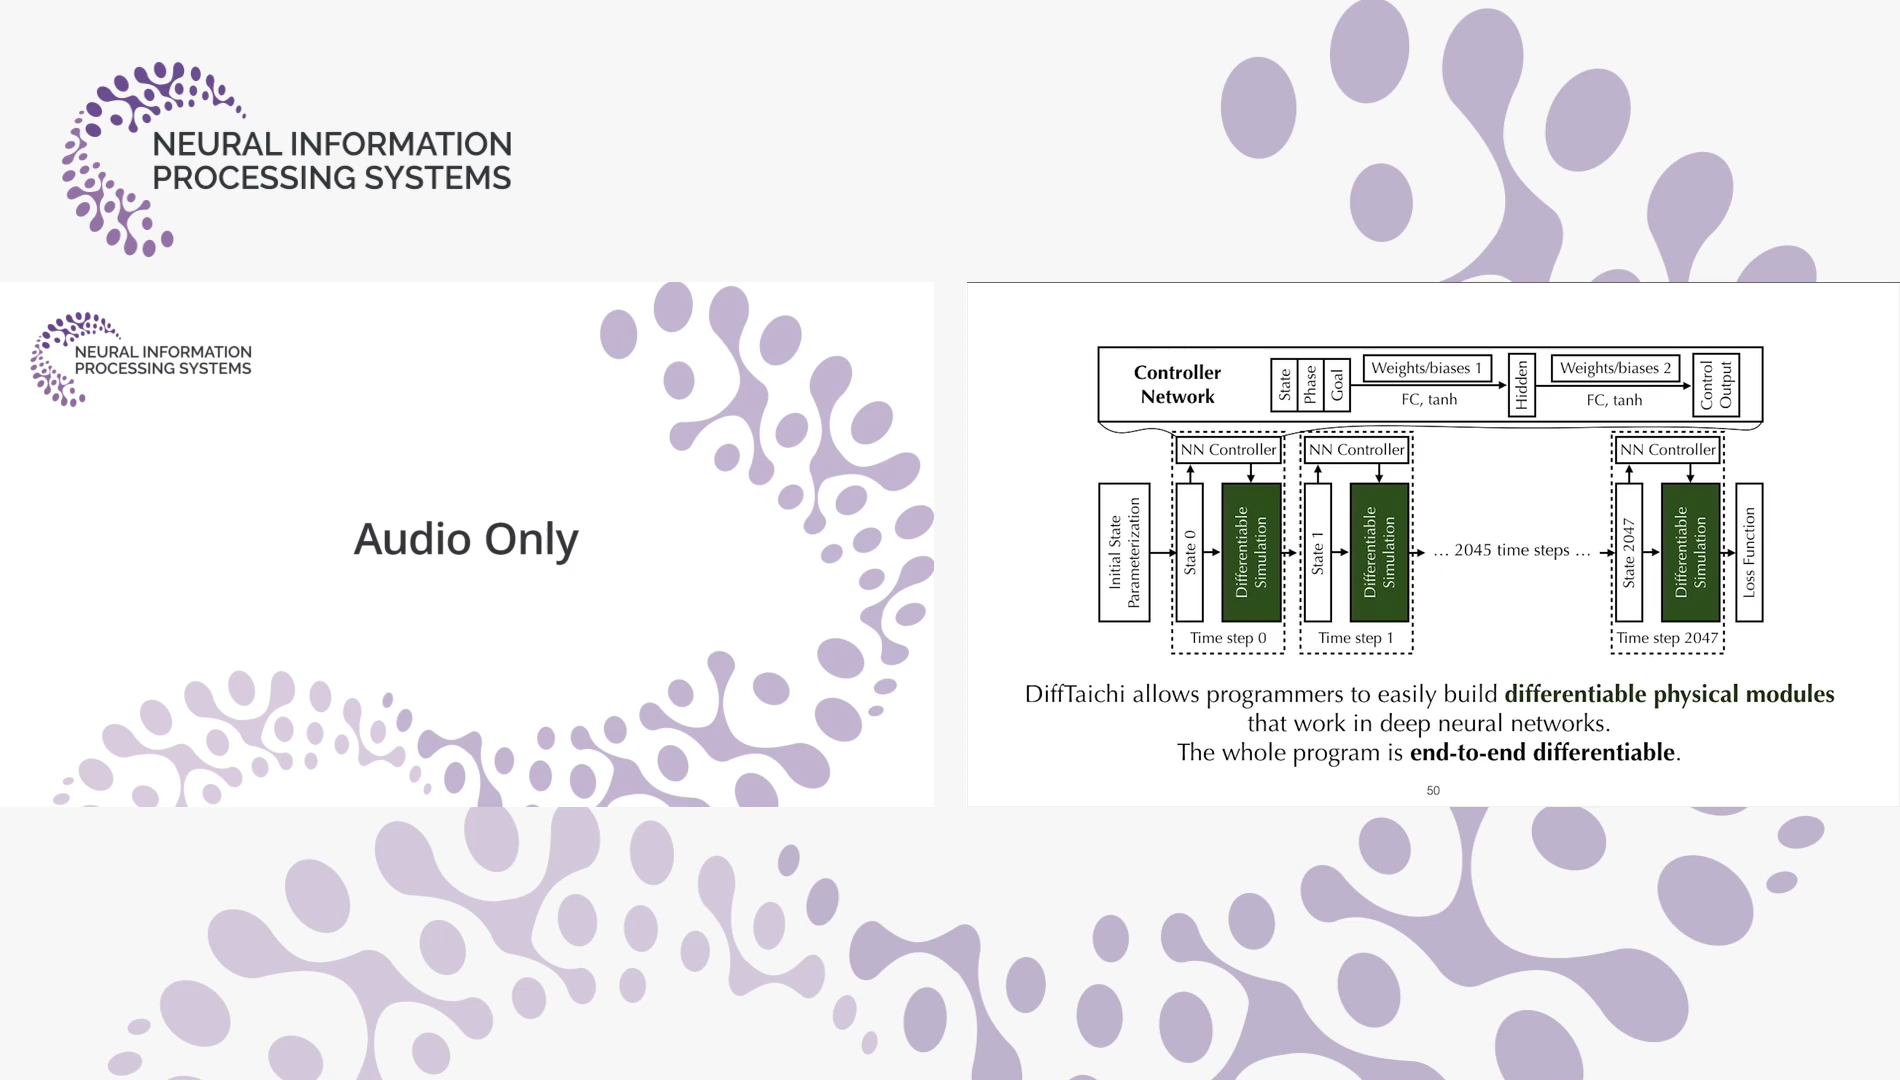 NEURAL INFORMATION
PROCESSING SYSTEMS
NEURAL INFORMATION
PROCESSING SYSTEMS
Audio Only
Controller
Network
State
Phase
Goal
Weights/biases 1
FC, tanh
Hidden
Weights/biases 2
FC, tanh
Control
Output
NN Controller
NN Controller
NN Controller
Initial State
Parameterization
State 0
Differentiable
Simulation
State 1
Differentiable
Simulation
... 2045 time steps ...
State 2047
Differentiable
Simulation
Loss Function
Time step 0
Time step 1
Time step 2047
DiffTaichi allows programmers to easily build differentiable physical modules
that work in deep neural networks.
The whole program is end-to-end differentiable.
50